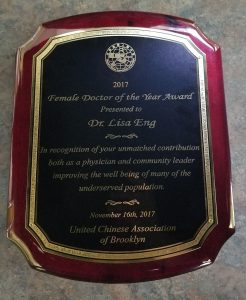 2017
Female Doctor of the Year Award
Presented to
Dr. Lisa Eng
In recognition of your unmatched contribution
both as a physician and community leader
improving the well being of many of the
underserved population.
November 16th, 2017
United Chinese Association
of Brooklyn